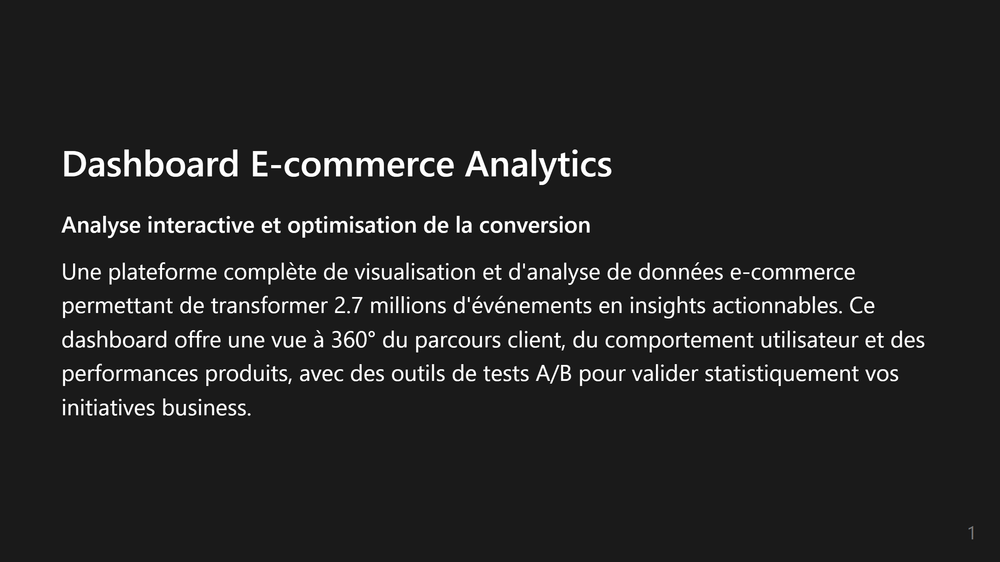 Dashboard E-commerce Analytics
Analyse interactive et optimisation de la conversion
Une plateforme complète de visualisation et d'analyse de données e-commerce
permettant de transformer 2.7 millions d'événements en insights actionnables. Ce
dashboard offre une vue à 360° du parcours client, du comportement utilisateur et des
performances produits, avec des outils de tests A/B pour valider statistiquement vos
initiatives business.
1